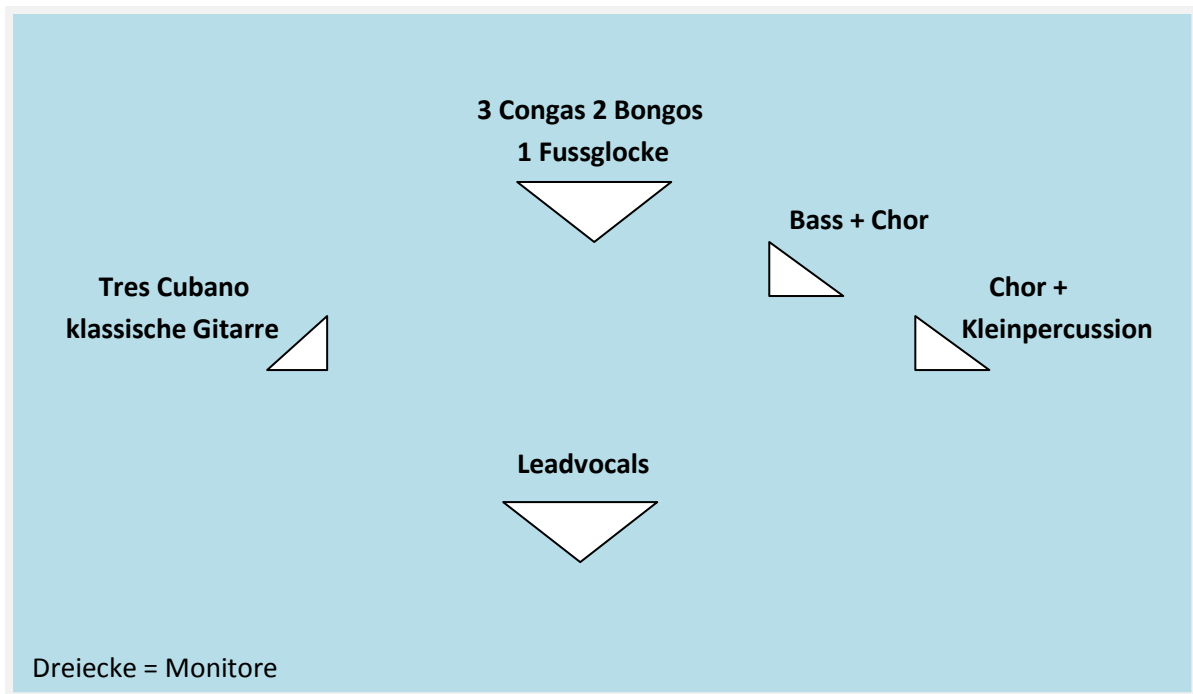 3 Congas 2 Bongos
1 Fussglocke
Bass + Chor
Tres Cubano
klassische Gitarre
Chor +
Kleinpercussion
Leadvocals
Dreiecke = Monitore